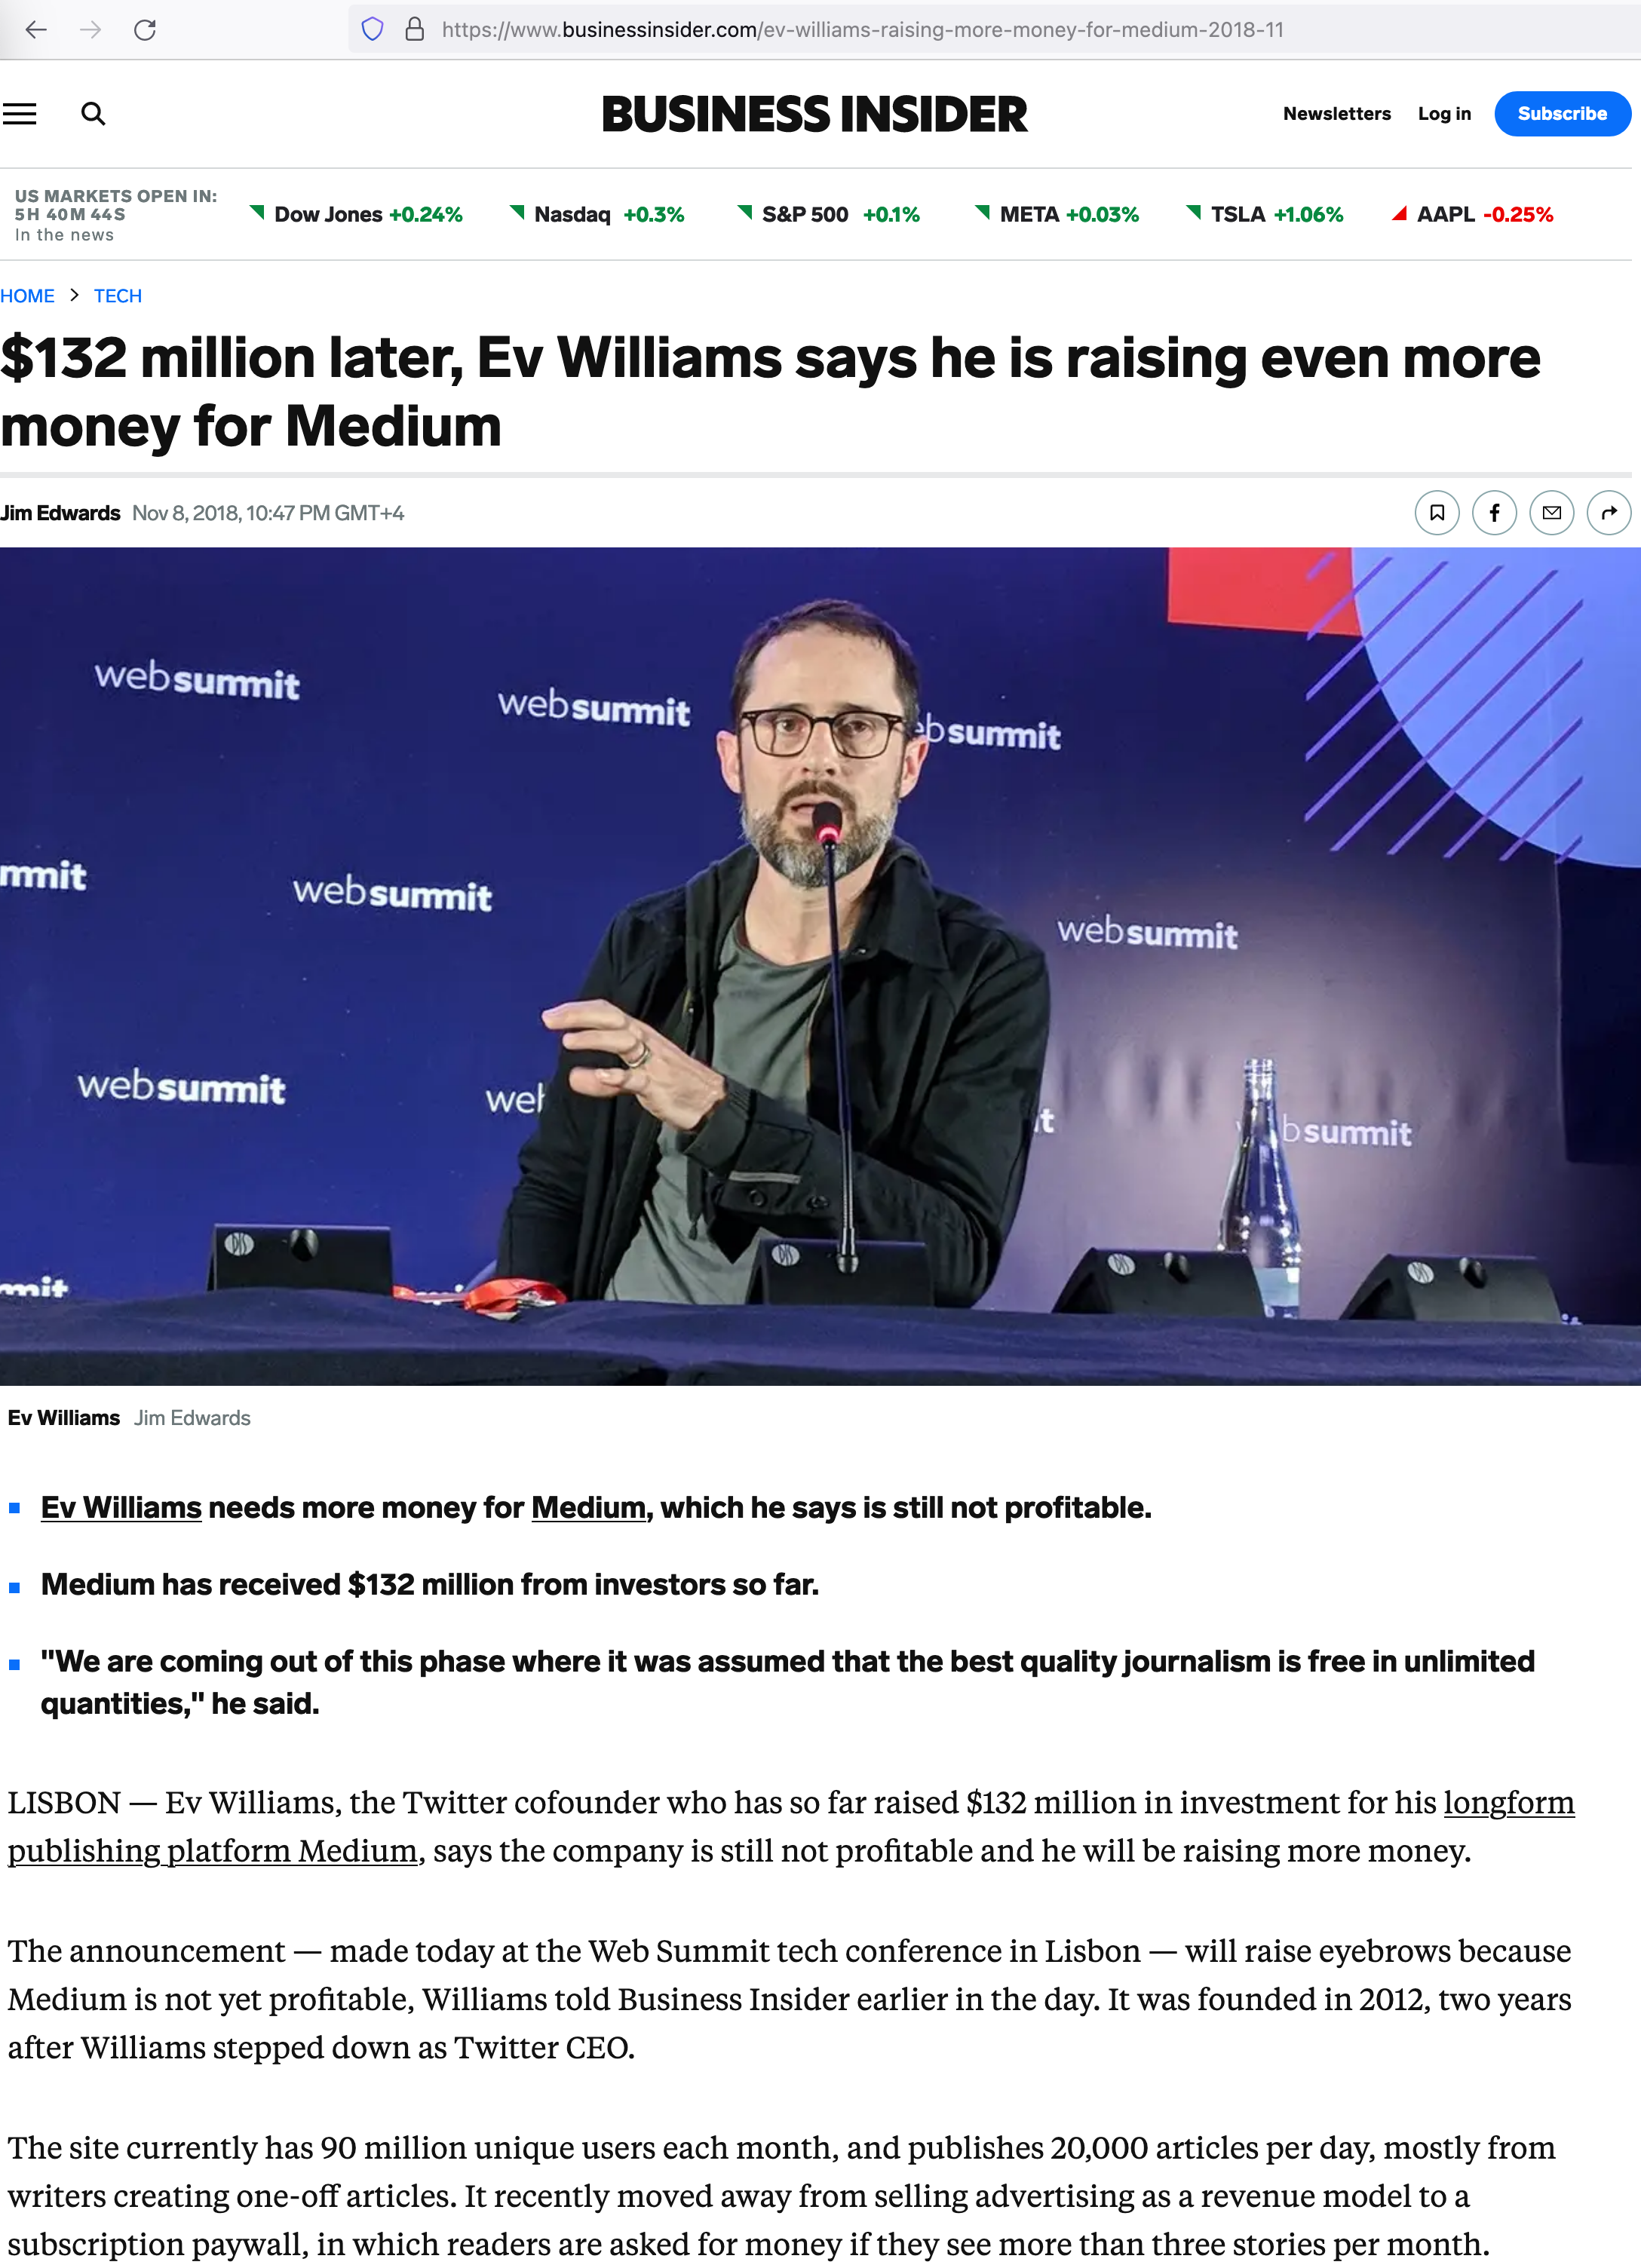 https://www.businessinsider.com/ev-williams-raising-more-money-for-medium-2018-11
BUSINESS INSIDER
Newsletters Log in Subscribe
US MARKETS OPEN IN:
5H 40M 44S
In the news
Dow Jones +0.24% Nasdaq +0.3% S&P 500 +0.1% META +0.03% TSLA +1.06% AAPL -0.25%
HOME > TECH
$132 million later, Ev Williams says he is raising even more
money for Medium
Jim Edwards Nov 8, 2018, 10:47 PM GMT+4
websummit
websummit
ebsummit
mmit
websummit
websummit
websummit
we
t
bsummit
mit
Ev Williams Jim Edwards
Ev Williams needs more money for Medium, which he says is still not profitable.
Medium has received $132 million from investors so far.
"We are coming out of this phase where it was assumed that the best quality journalism is free in unlimited
quantities," he said.
LISBON — Ev Williams, the Twitter cofounder who has so far raised $132 million in investment for his longform
publishing platform Medium, says the company is still not profitable and he will be raising more money.
The announcement — made today at the Web Summit tech conference in Lisbon — will raise eyebrows because
Medium is not yet profitable, Williams told Business Insider earlier in the day. It was founded in 2012, two years
after Williams stepped down as Twitter CEO.
The site currently has 90 million unique users each month, and publishes 20,000 articles per day, mostly from
writers creating one-off articles. It recently moved away from selling advertising as a revenue model to a
subscription paywall, in which readers are asked for money if they see more than three stories per month.